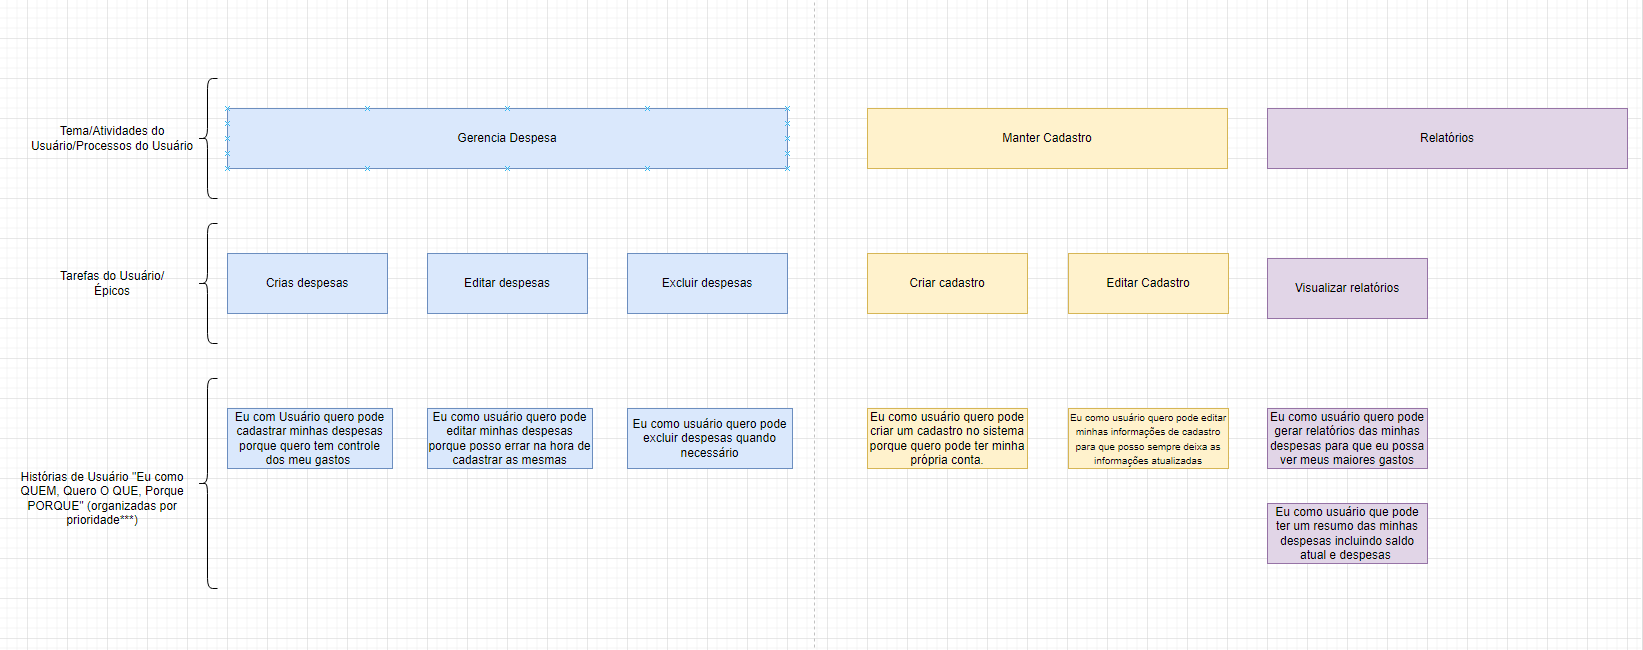 Tema/Atividades do
Usuário/Processos do Usuário
Gerencia Despesa
Manter Cadastro
Relatórios
Tarefas do Usuário/
Épicos
Crias despesas
Editar despesas
Excluir despesas
Criar cadastro
Editar Cadastro
Visualizar relatórios
Histórias de Usuário "Eu como
QUEM, Quero O QUE, Porque
PORQUE" (organizadas por
prioridade***)
Eu com Usuário quero pode
cadastrar minhas despesas
porque quero tem controle
dos meu gastos
Eu como usuário quero pode
editar minhas despesas
porque posso errar na hora de
cadastrar as mesmas
Eu como usuário quero pode
excluir despesas quando
necessário
Eu como usuário quero pode
criar um cadastro no sistema
porque quero pode ter minha
própria conta.
Eu como usuário quero pode editar
minhas informações de cadastro
para que posso sempre deixa as
informações atualizadas
Eu como usuário quero pode
gerar relatórios das minhas
despesas para que eu possa
ver meus maiores gastos
Eu como usuário que pode
ter um resumo das minhas
despesas incluindo saldo
atual e despesas